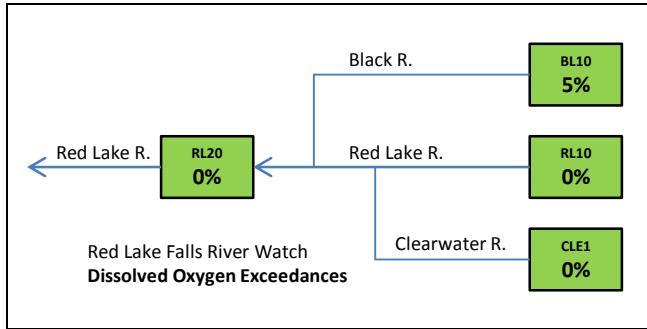 Black R.
BL10
5%
Red Lake R.
RL20
0%
Red Lake R.
RL10
0%
Clearwater R.
CLE1
0%
Red Lake Falls River Watch
Dissolved Oxygen Exceedances